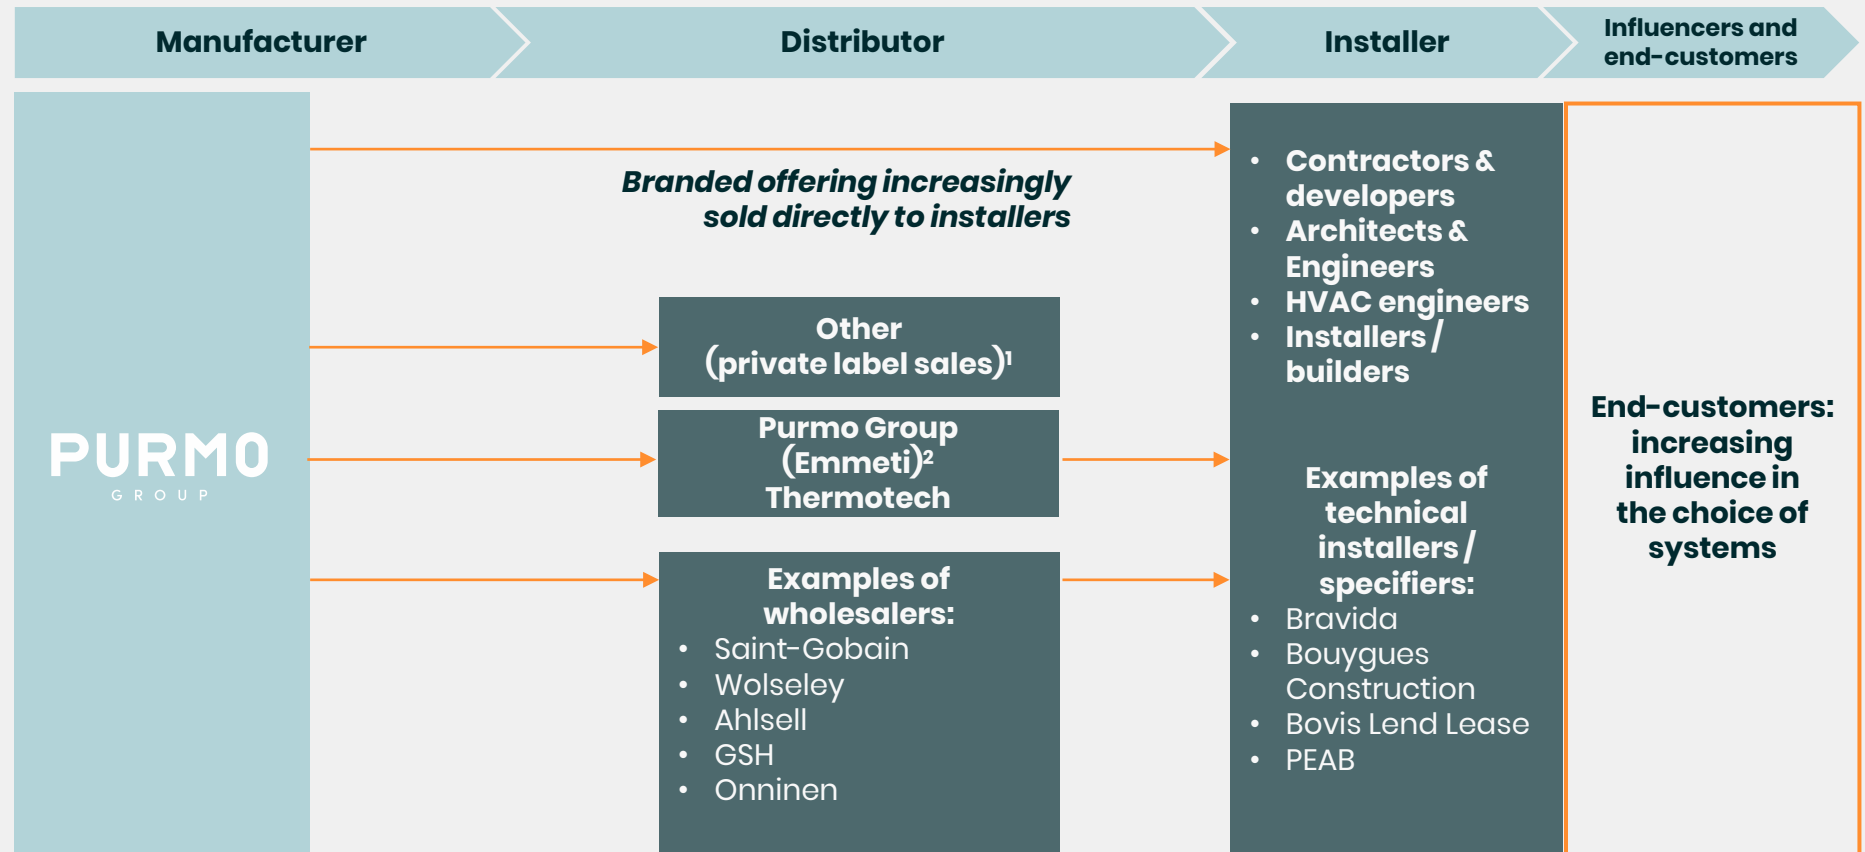 Manufacturer
Distributor
Installer
Influencers and
end-customers
PURMO
GROUP
Branded offering increasingly
sold directly to installers
Other
(private label sales)¹
Purmo Group
(Emmeti)²
Thermotech
Examples of
wholesalers:
• Saint-Gobain
• Wolseley
• Ahlsell
• GSH
• Onninen
• Contractors &
developers
• Architects &
Engineers
• HVAC engineers
• Installers /
builders
Examples of
technical
installers /
specifiers:
• Bravida
• Bouygues
Construction
• Bovis Lend Lease
• PEAB
End-customers:
increasing
influence in
the choice of
systems